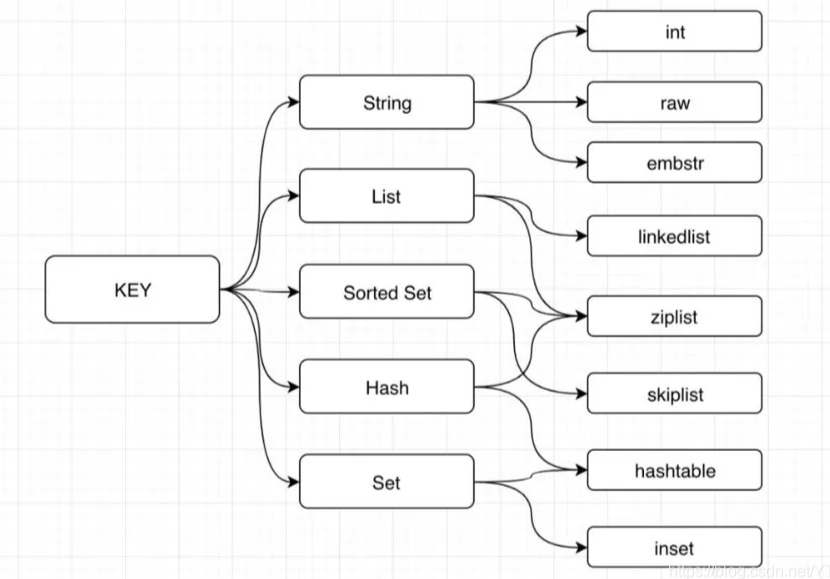 KEY
String
List
Sorted Set
Hash
Set
int
raw
embstr
linkedlist
ziplist
skiplist
hashtable
inset
https://blog.csdn.net/Y